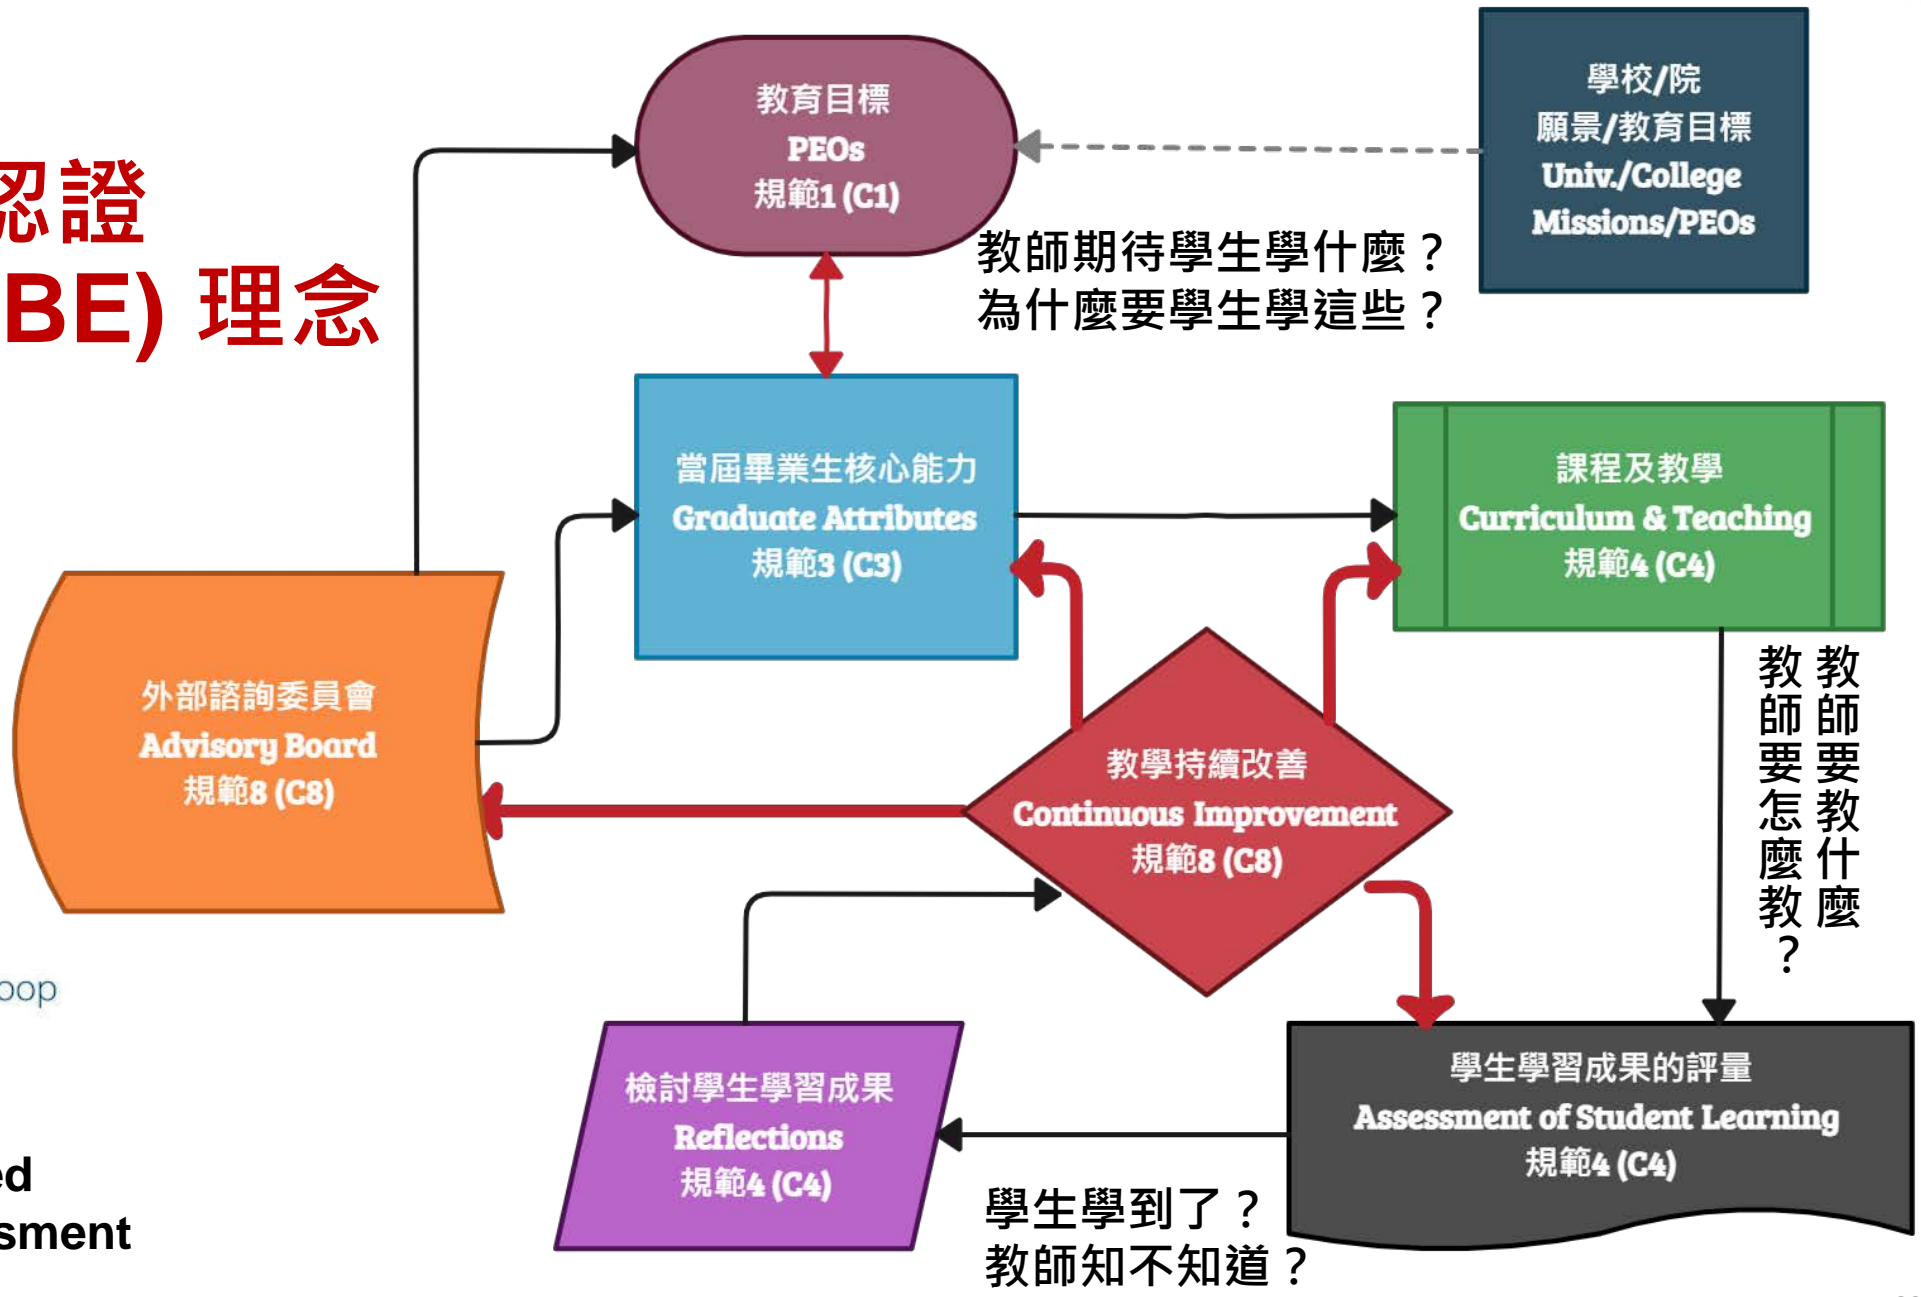 認證
BE) 理念
教育目標
PEOs
規範1 (C1)
學校/院
願景/教育目標
Univ./College
Missions/PEOs
教師期待學生學什麼？
為什麼要學生學這些？
當屆畢業生核心能力
Graduate Attributes
規範3 (C3)
課程及教學
Curriculum & Teaching
規範4 (C4)
教師要教什麼
教師要怎麼教？
外部諮詢委員會
Advisory Board
規範8 (C8)
教學持續改善
Continuous Improvement
規範8 (C8)
oop
檢討學生學習成果
Reflections
規範4 (C4)
學生學習成果的評量
Assessment of Student Learning
規範4 (C4)
ed
sment
學生學到了？
教師知不知道？